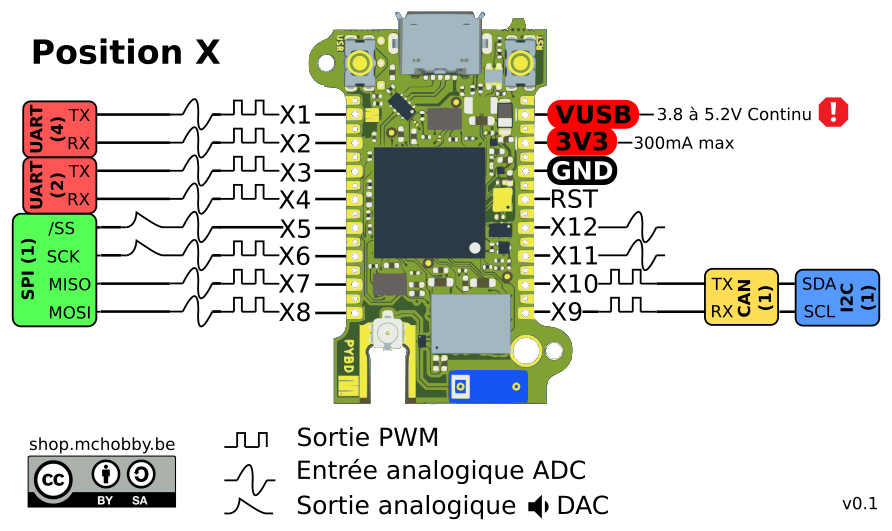 Position X
USR
RST
UART (4)
TX
X1
VUSB
3.8 à 5.2V Continu
!
RX
X2
3V3
300mA max
UART (2)
TX
X3
GND
RX
X4
RST
SPI (1)
/SS
X5
X12
SCK
X6
X11
MISO
X7
X10
TX
CAN (1)
SDA
I2C (1)
MOSI
X8
X9
RX
SCL
PYBD
shop.mchobby.be
cc
BY SA
Sortie PWM
Entrée analogique ADC
Sortie analogique DAC
v0.1